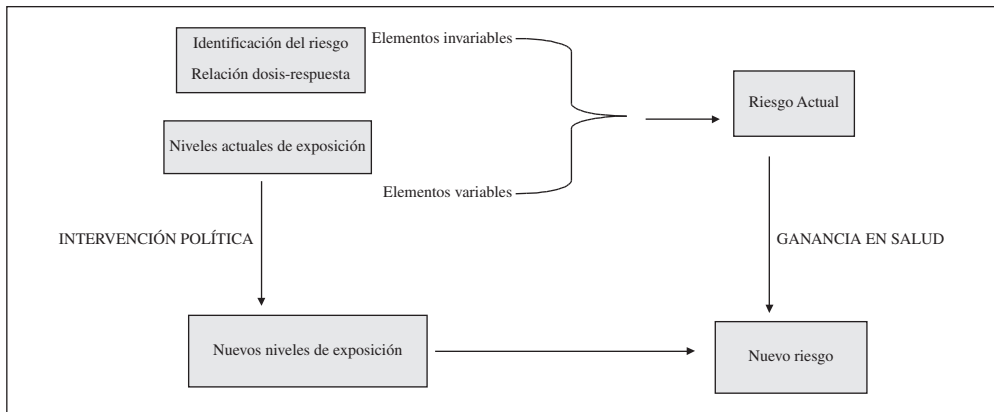 Identificación del riesgo
Relación dosis-respuesta
Elementos invariables
Riesgo Actual
Niveles actuales de exposición
Elementos variables
INTERVENCIÓN POLÍTICA
GANANCIA EN SALUD
Nuevos niveles de exposición
Nuevo riesgo